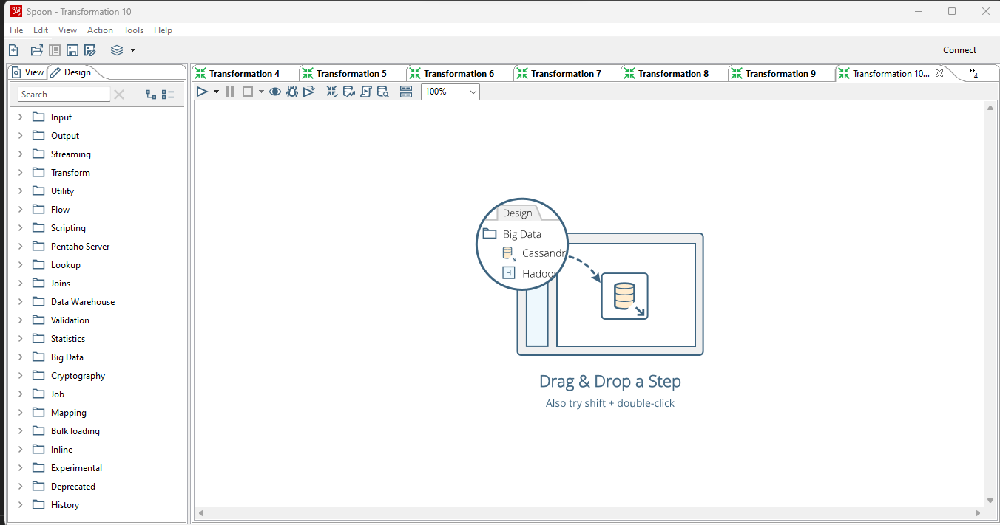 Spoon - Transformation 10
File Edit View Action Tools Help
Connect
View Design
Transformation 4 Transformation 5 Transformation 6 Transformation 7 Transformation 8 Transformation 9 Transformation 10... »4
Search
100%
Input
Output
Streaming
Transform
Utility
Flow
Scripting
Pentaho Server
Lookup
Joins
Data Warehouse
Validation
Statistics
Big Data
Cryptography
Job
Mapping
Bulk loading
Inline
Experimental
Deprecated
History
Design
Big Data
Cassandr
H Hadoop
Drag & Drop a Step
Also try shift + double-click